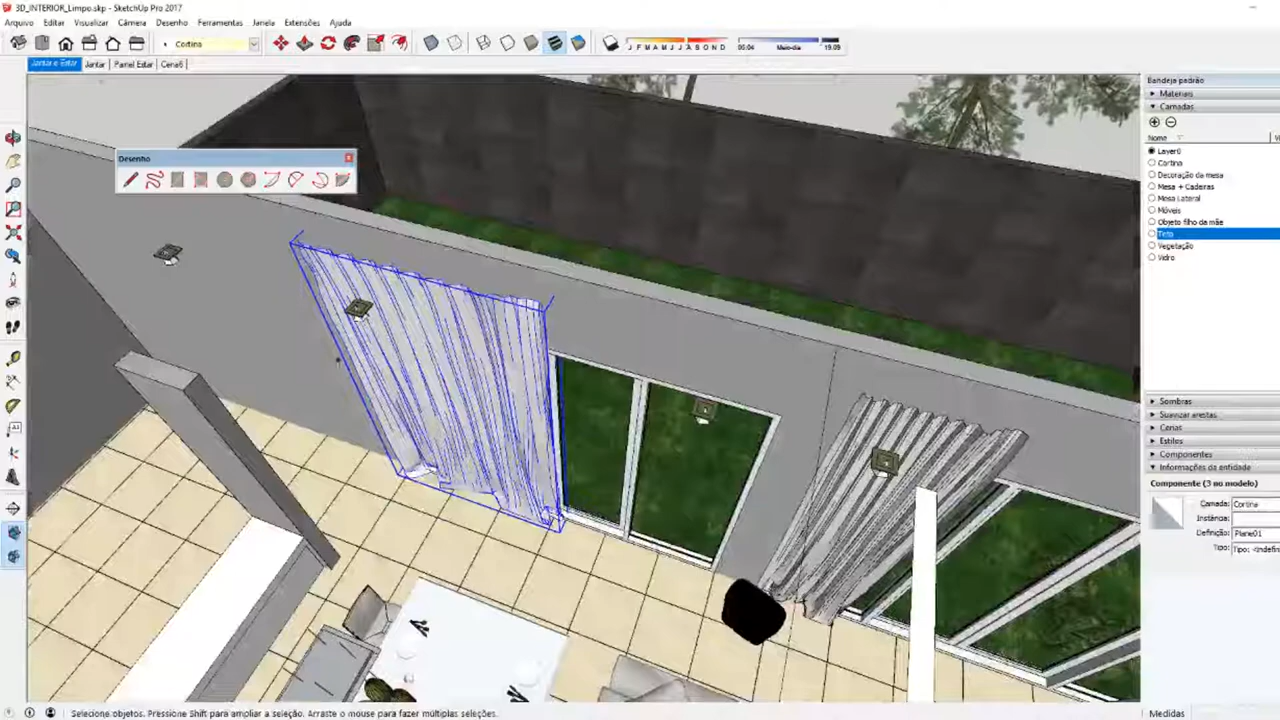 3D_INTERIOR_Limpo.skp - SketchUp Pro 2017
Arquivo Editar Visualizar Câmera Desenho Ferramentas Janela Extensões Ajuda
Cortina
J F M A M J J A S O N D
Meio-dia
Jantar e Estar Jantar Painel Estar Cena6
Bandeja padrão
Materiais
Camadas
Nome
Layer0
Cortina
Decoração da mesa
Mesa + Cadeiras
Mesa Lateral
Móveis
Objeto filho da mãe
Teto
Vegetação
Vidro
Desenho
Sombras
Suavizar arestas
Cenas
Estilos
Componentes
Informações da entidade
Componente (3 no modelo)
Camada: Cortina
Instância:
Definição: Plane01
Tipo: Tipo:
Selecione objetos. Pressione Shift para ampliar a seleção. Arraste o mouse para fazer múltiplas seleções.
Medidas